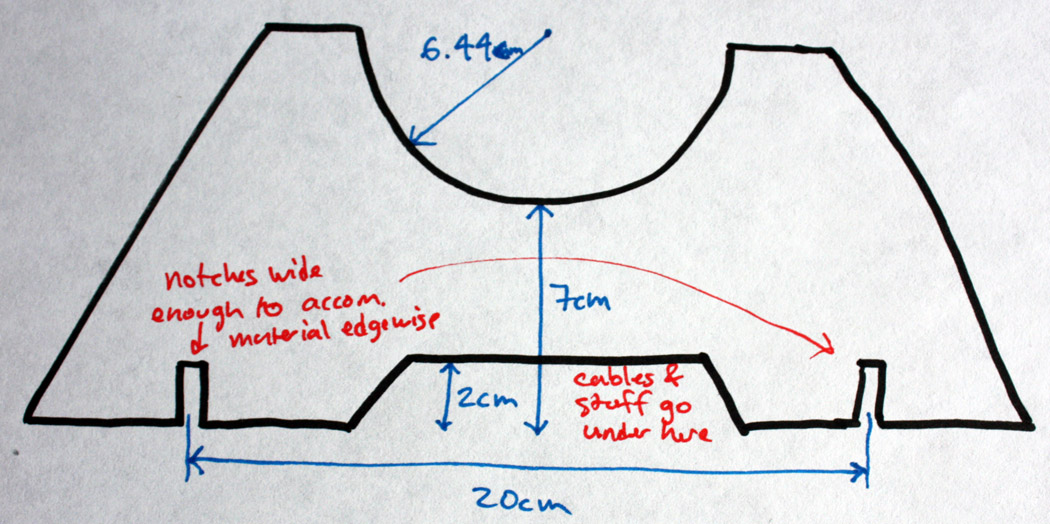 6.44cm
notches wide
enough to accom.
material edgewise
7cm
2cm
cables &
stuff go
under here
20cm